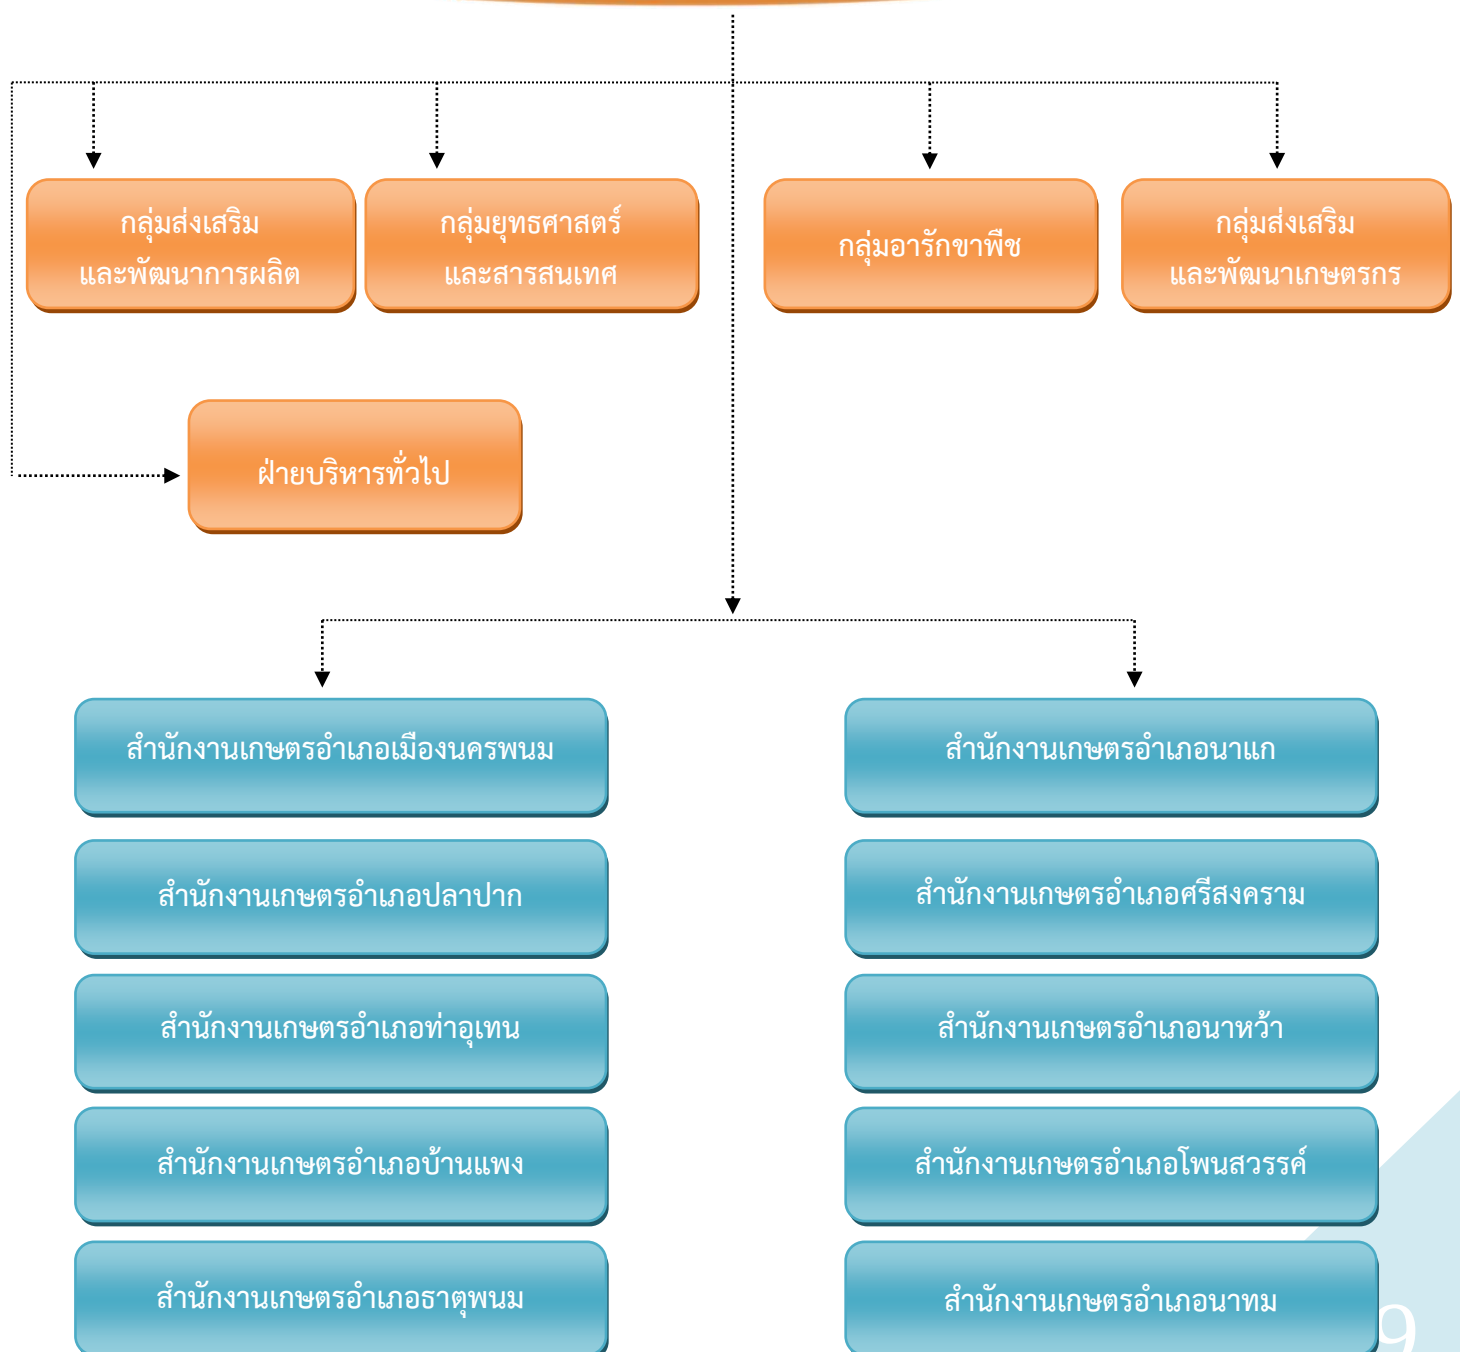 กลุ่มส่งเสริม
และพัฒนาการผลิต
กลุ่มยุทธศาสตร์
และสารสนเทศ
กลุ่มอารักขาพืช
กลุ่มส่งเสริม
และพัฒนาเกษตรกร
ฝ่ายบริหารทั่วไป
สำนักงานเกษตรอำเภอเมืองนครพนม
สำนักงานเกษตรอำเภอนาแก
สำนักงานเกษตรอำเภอปลาปาก
สำนักงานเกษตรอำเภอศรีสงคราม
สำนักงานเกษตรอำเภอท่าอุเทน
สำนักงานเกษตรอำเภอนาหว้า
สำนักงานเกษตรอำเภอบ้านแพง
สำนักงานเกษตรอำเภอโพนสวรรค์
สำนักงานเกษตรอำเภอธาตุพนม
สำนักงานเกษตรอำเภอนาทม
9